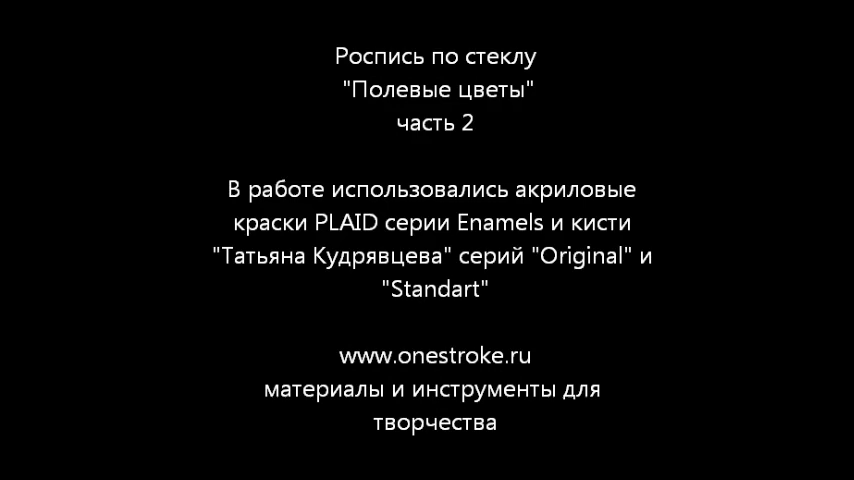 Роспись по стеклу
"Полевые цветы"
часть 2
В работе использовались акриловые
краски PLAID серии Enamels и кисти
"Татьяна Кудрявцева" серий "Original" и
"Standart"
www.onestroke.ru
материалы и инструменты для
творчества